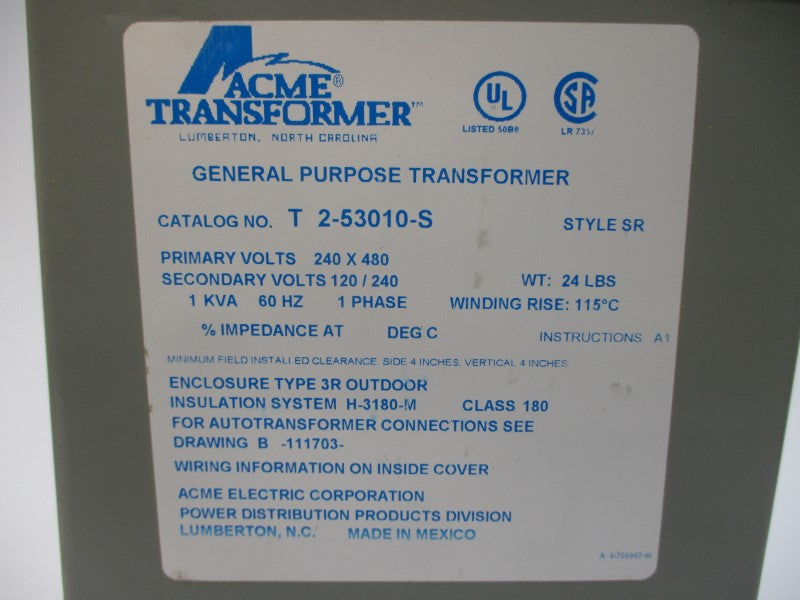 ACME®
TRANSFORMER™
LUMBERTON, NORTH CAROLINA
UL
LISTED 50B8
SA
LR 7357
GENERAL PURPOSE TRANSFORMER
CATALOG NO. T 2-53010-S STYLE SR
PRIMARY VOLTS 240 X 480
SECONDARY VOLTS 120 / 240 WT: 24 LBS
1 KVA 60 HZ 1 PHASE WINDING RISE: 115°C
% IMPEDANCE AT DEG C INSTRUCTIONS A1
MINIMUM FIELD INSTALLED CLEARANCE, SIDE 4 INCHES, VERTICAL 4 INCHES
ENCLOSURE TYPE 3R OUTDOOR
INSULATION SYSTEM H-3180-M CLASS 180
FOR AUTOTRANSFORMER CONNECTIONS SEE
DRAWING B -111703-
WIRING INFORMATION ON INSIDE COVER
ACME ELECTRIC CORPORATION
POWER DISTRIBUTION PRODUCTS DIVISION
LUMBERTON, N.C. MADE IN MEXICO
A